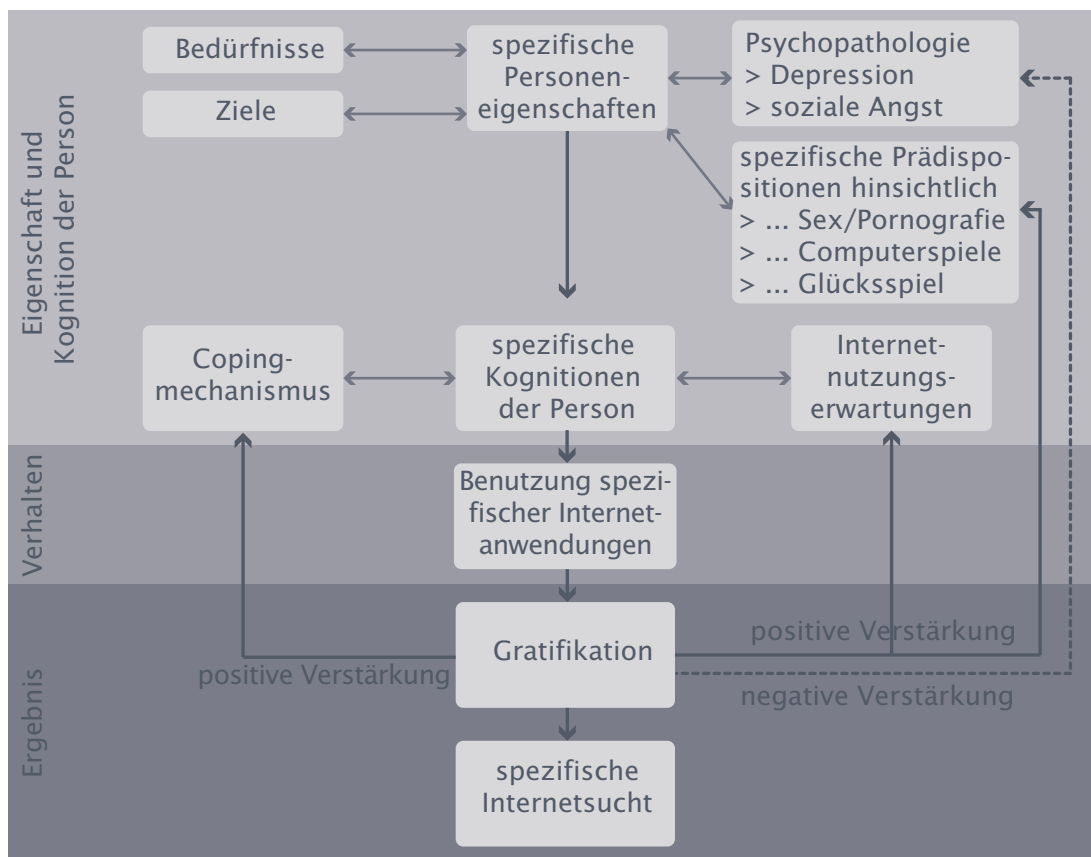 Eigenschaft und
Kognition der Person
Bedürfnisse
Ziele
spezifische
Personen-
eigenschaften
Psychopathologie
> Depression
> soziale Angst
spezifische Prädispo-
sitionen hinsichtlich
> ... Sex/Pornografie
> ... Computerspiele
> ... Glücksspiel
Coping-
mechanismus
spezifische
Kognitionen
der Person
Internet-
nutzungs-
erwartungen
Verhalten
Benutzung spezi-
fischer Internet-
anwendungen
Ergebnis
Gratifikation
positive Verstärkung
positive Verstärkung
negative Verstärkung
spezifische
Internetsucht